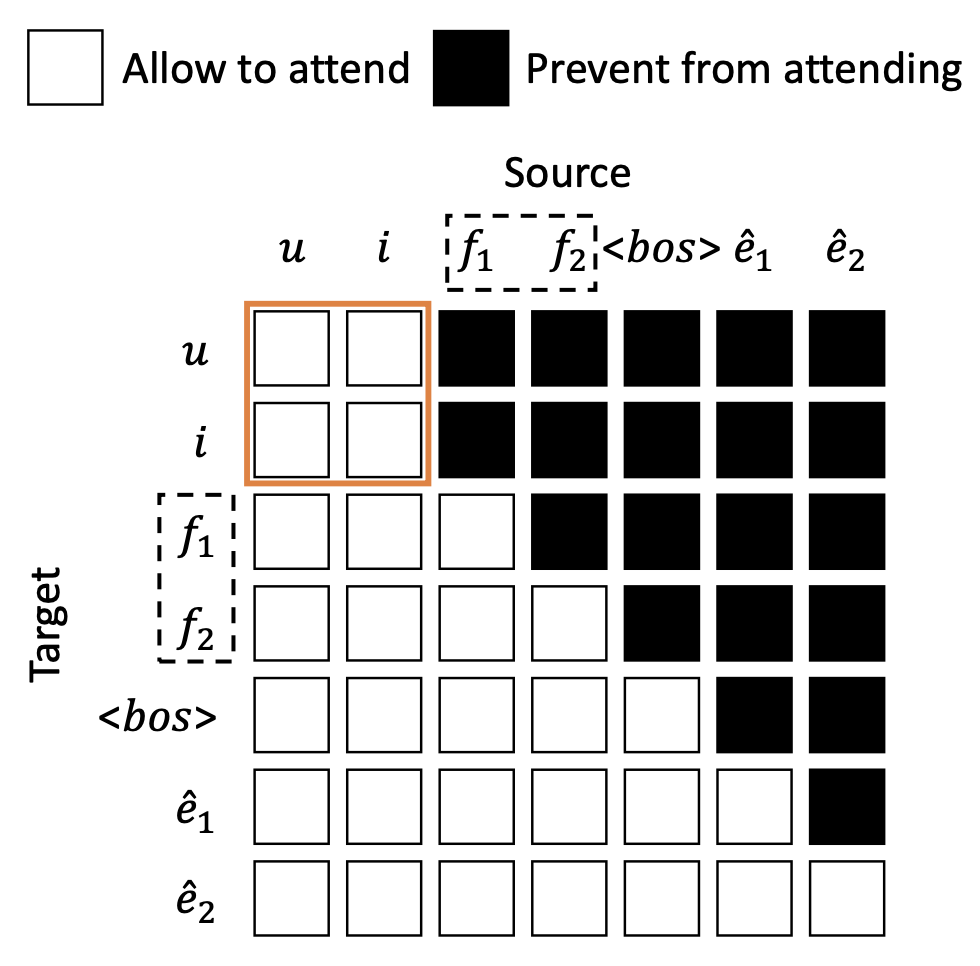 Allow to attend Prevent from attending
Source
u i f₁ f₂ <bos> ê₁ ê₂
u
i
f₁
f₂
Target
<bos>
ê₁
ê₂